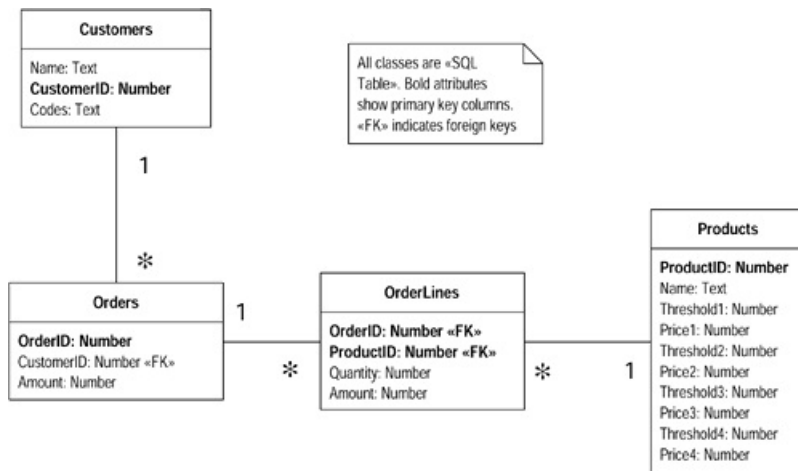 Customers
Name: Text
CustomerID: Number
Codes: Text
All classes are «SQL
Table». Bold attributes
show primary key columns.
«FK» indicates foreign keys
1
*
Orders
OrderID: Number
CustomerID: Number «FK»
Amount: Number
1
*
OrderLines
OrderID: Number «FK»
ProductID: Number «FK»
Quantity: Number
Amount: Number
*
1
Products
ProductID: Number
Name: Text
Threshold1: Number
Price1: Number
Threshold2: Number
Price2: Number
Threshold3: Number
Price3: Number
Threshold4: Number
Price4: Number